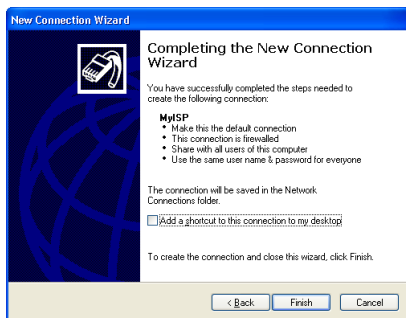 New Connection Wizard
Completing the New Connection
Wizard
You have successfully completed the steps needed to
create the following connection:
MyISP
• Make this the default connection
• This connection is firewalled
• Share with all users of this computer
• Use the same user name & password for everyone
The connection will be saved in the Network
Connections folder.
Add a shortcut to this connection to my desktop
To create the connection and close this wizard, click Finish.
< Back
Finish
Cancel